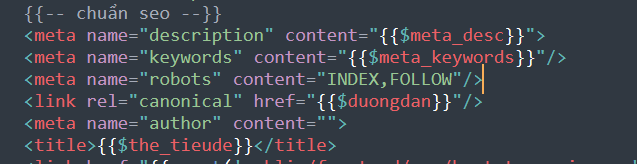 {{-- chuẩn seo --}}
<meta name="description" content="{{$meta_desc}}">
<meta name="keywords" content="{{$meta_keywords}}"/>
<meta name="robots" content="INDEX,FOLLOW"/>
<link rel="canonical" href="{{$duongdan}}"/>
<meta name="author" content="">
<title>{{$the_tieude}}</title>